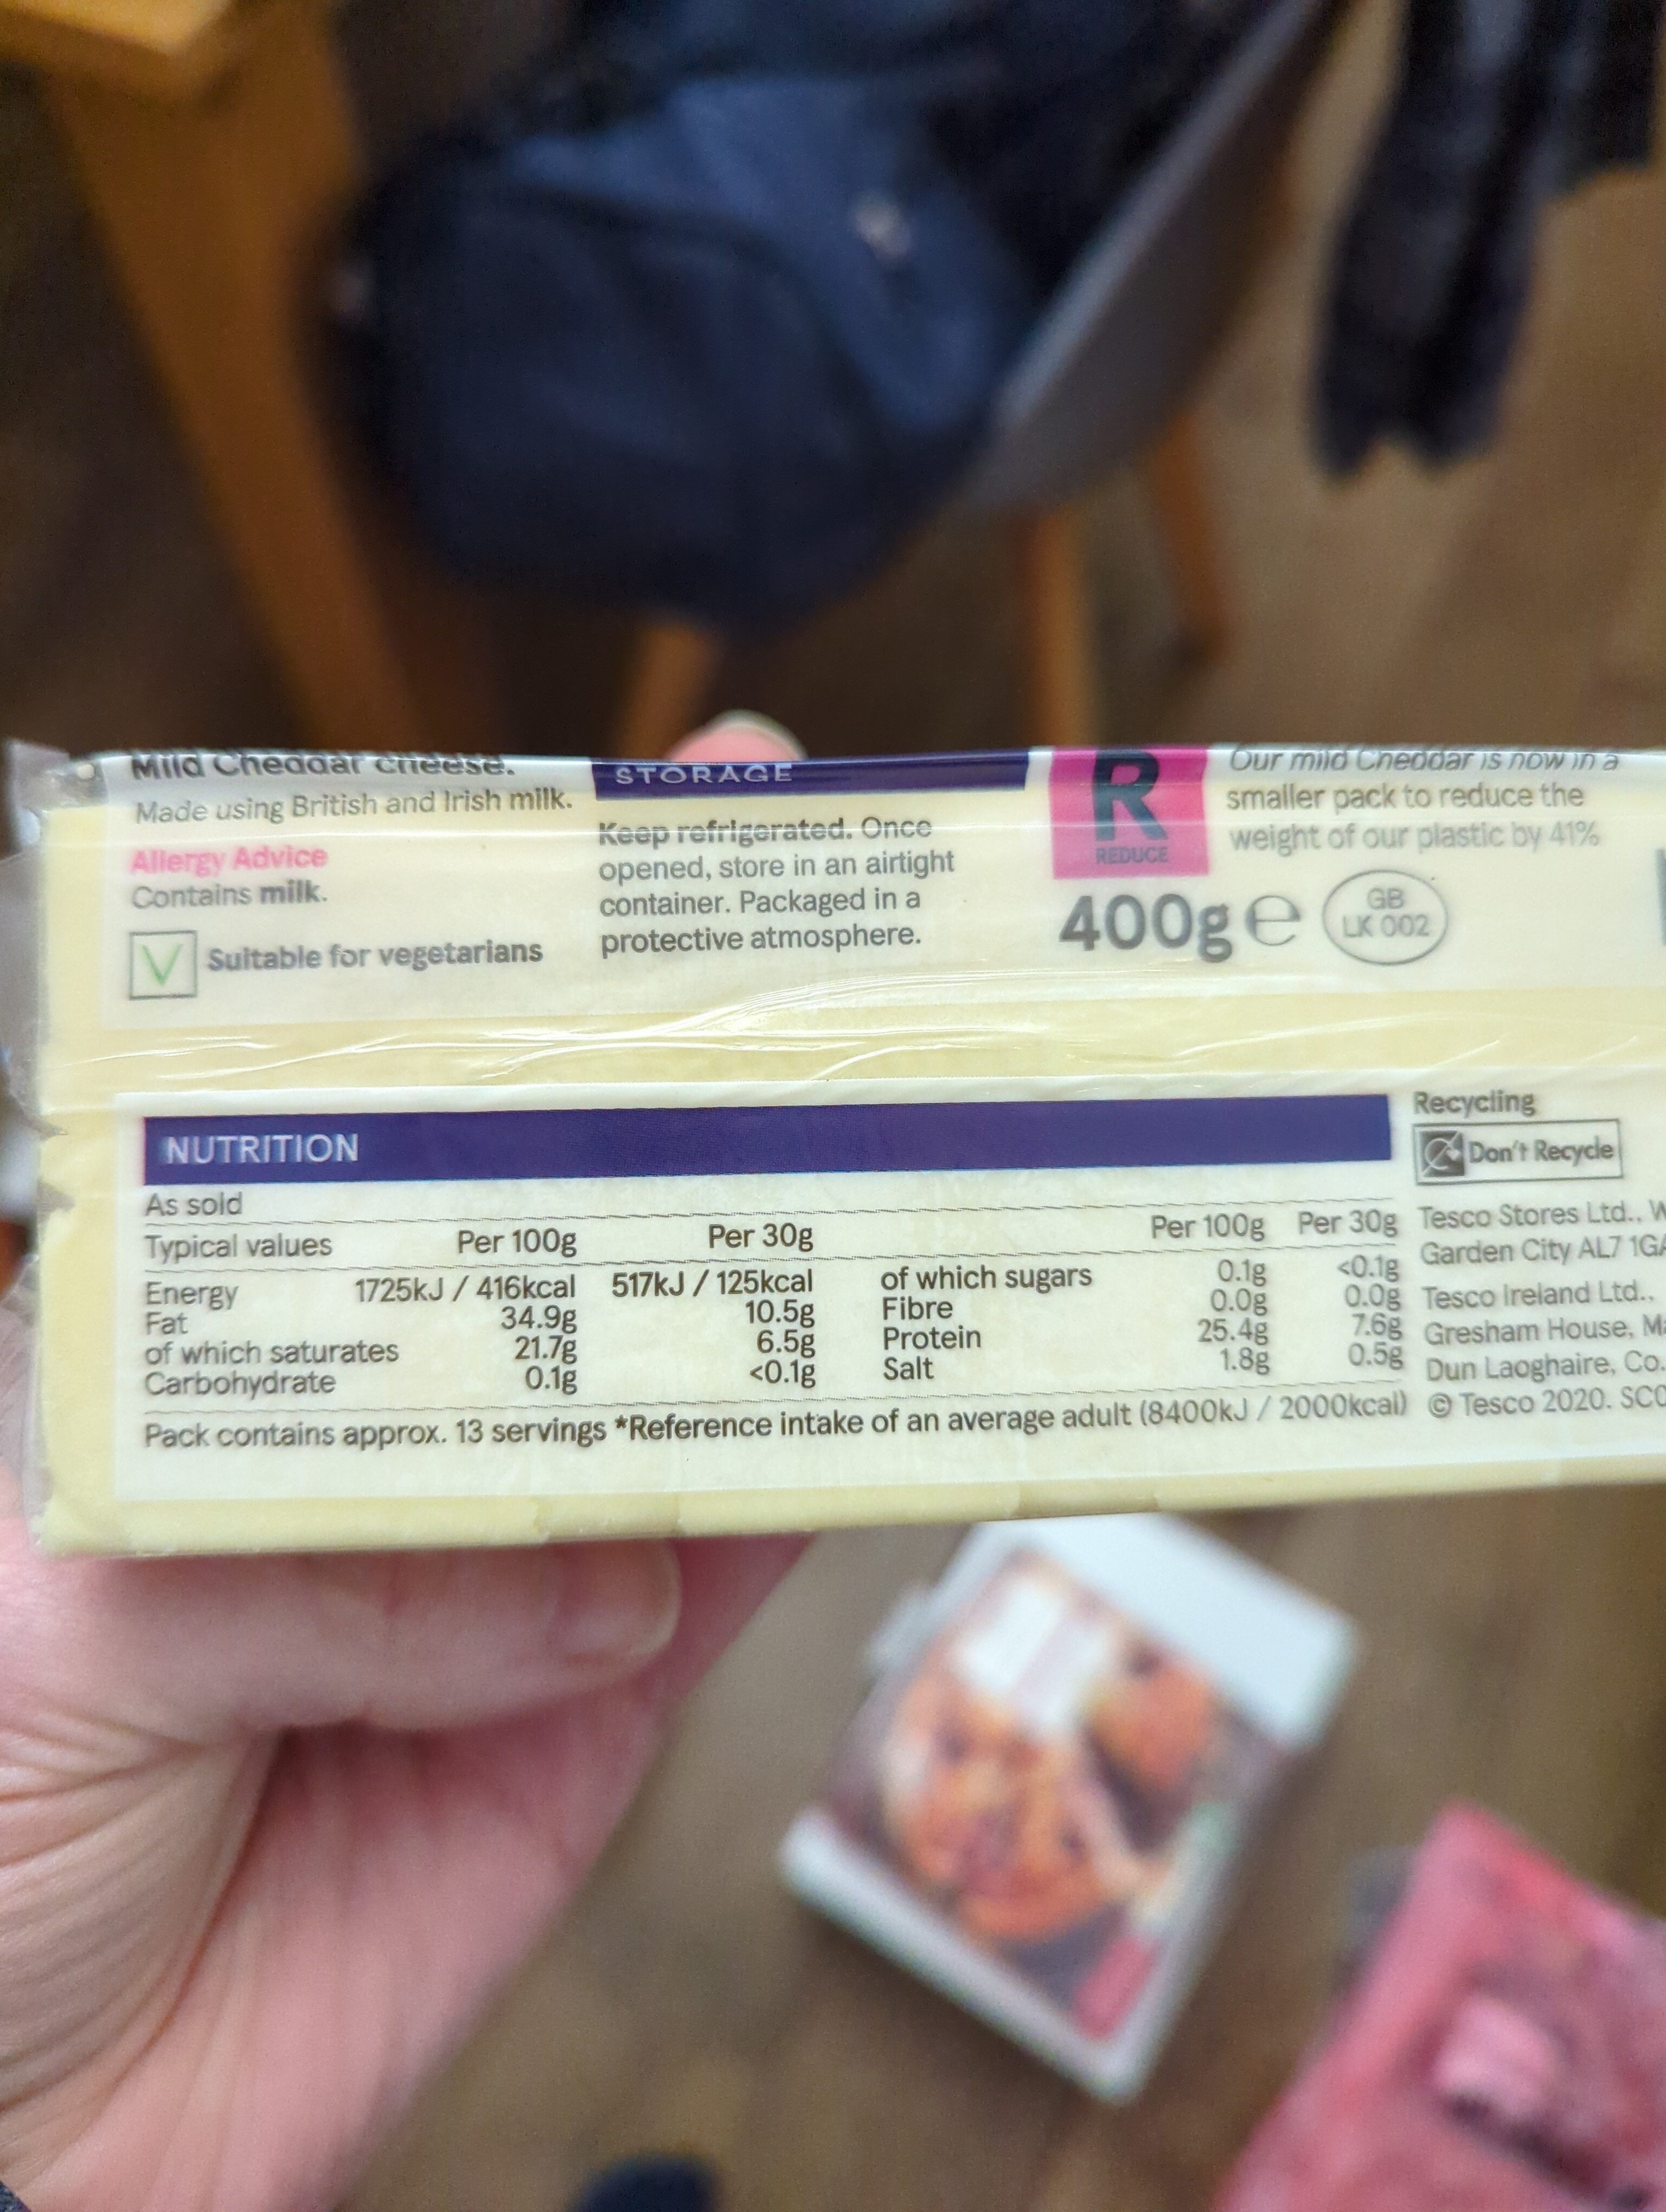 Mild Cheddar cheese.
Made using British and Irish milk.
Allergy Advice
Contains milk.
Suitable for vegetarians
STORAGE
Keep refrigerated. Once
opened, store in an airtight
container. Packaged in a
protective atmosphere.
R
REDUCE
Our mild Cheddar is now in a
smaller pack to reduce the
weight of our plastic by 41%
400g e
GB
LK 002
NUTRITION
As sold
Typical values Per 100g Per 30g Per 100g Per 30g
Energy 1725kJ / 416kcal 517kJ / 125kcal of which sugars 0.1g <0.1g
Fat 34.9g 10.5g Fibre 0.0g 0.0g
of which saturates 21.7g 6.5g Protein 25.4g 7.6g
Carbohydrate 0.1g <0.1g Salt 1.8g 0.5g
Pack contains approx. 13 servings *Reference intake of an average adult (8400kJ / 2000kcal)
Recycling
Don't Recycle
Tesco Stores Ltd., W
Garden City AL7 1GA
Tesco Ireland Ltd.,
Gresham House, Ma
Dun Laoghaire, Co.
© Tesco 2020. SC0